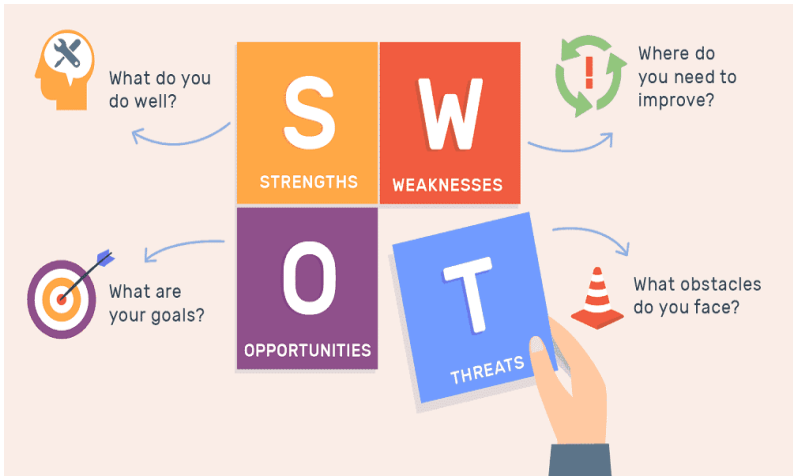 What do you
do well?
S
STRENGTHS
W
WEAKNESSES
Where do
you need to
improve?
What are
your goals?
O
OPPORTUNITIES
T
THREATS
What obstacles
do you face?